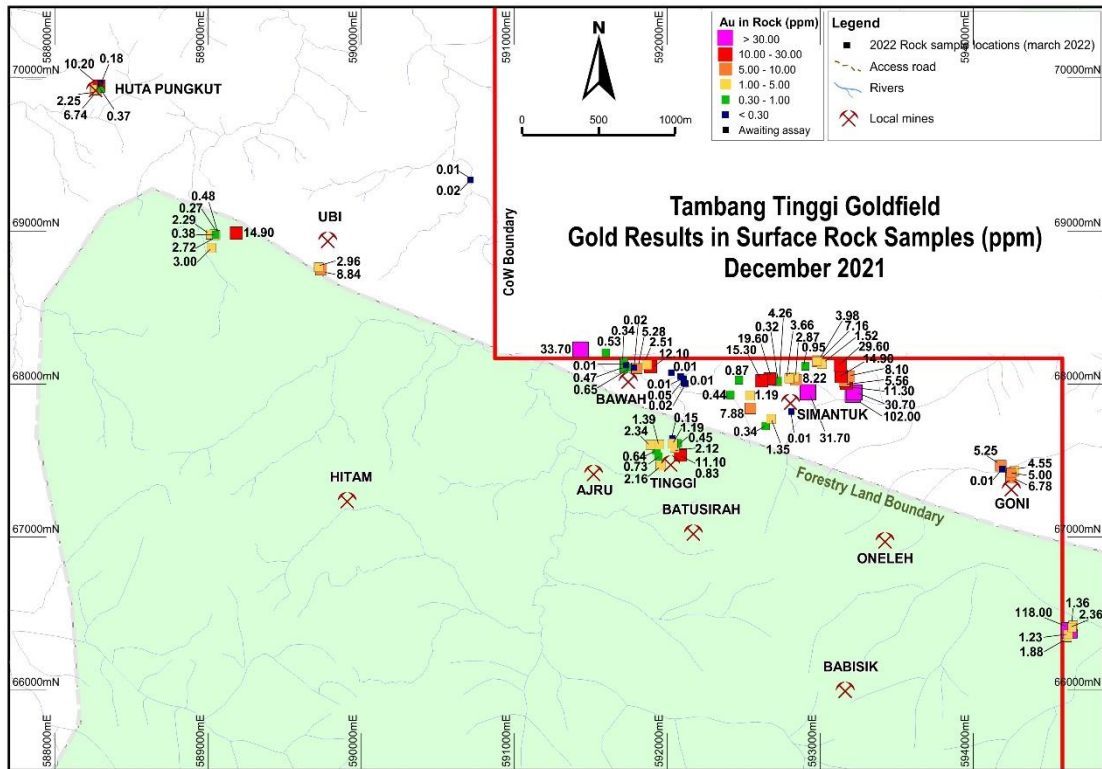 588000mE
589000mE
590000mE
591000mE
592000mE
594000mE
Au in Rock (ppm)
> 30.00
10.00 - 30.00
5.00 - 10.00
1.00 - 5.00
0.30 - 1.00
< 0.30
Awaiting assay
Legend
2022 Rock sample locations (march 2022)
Access road
Rivers
Local mines
0 500 1000m
70000mN
70000mN
10.20
0.18
HUTA PUNGKUT
2.25
6.74
0.37
0.01
0.02
CoW Boundary
Tambang Tinggi Goldfield
Gold Results in Surface Rock Samples (ppm)
December 2021
69000mN
69000mN
0.48
0.27
2.29
0.38
2.72
3.00
14.90
UBI
2.96
8.84
33.70
0.53
0.34
0.02
5.28
2.51
12.10
0.01
0.47
0.65
BAWAH
0.01
0.01
0.01
0.05
0.02
15.30
19.60
0.32
4.26
3.66
2.87
0.95
3.98
7.16
1.52
29.60
14.90
8.10
5.56
11.30
30.70
102.00
0.87
0.44
1.19
8.22
SIMANTUK
7.88
0.34
1.35
0.01
31.70
68000mN
68000mN
1.39
2.34
0.15
1.19
0.45
2.12
11.10
0.83
0.64
0.73
2.16
TINGGI
AJRU
HITAM
BATUSIRAH
Forestry Land Boundary
ONELEH
5.25
0.01
4.55
5.00
6.78
GONI
67000mN
67000mN
118.00
1.36
2.36
1.23
1.88
BABISIK
66000mN
66000mN
588000mE
589000mE
590000mE
591000mE
592000mE
593000mE
594000mE